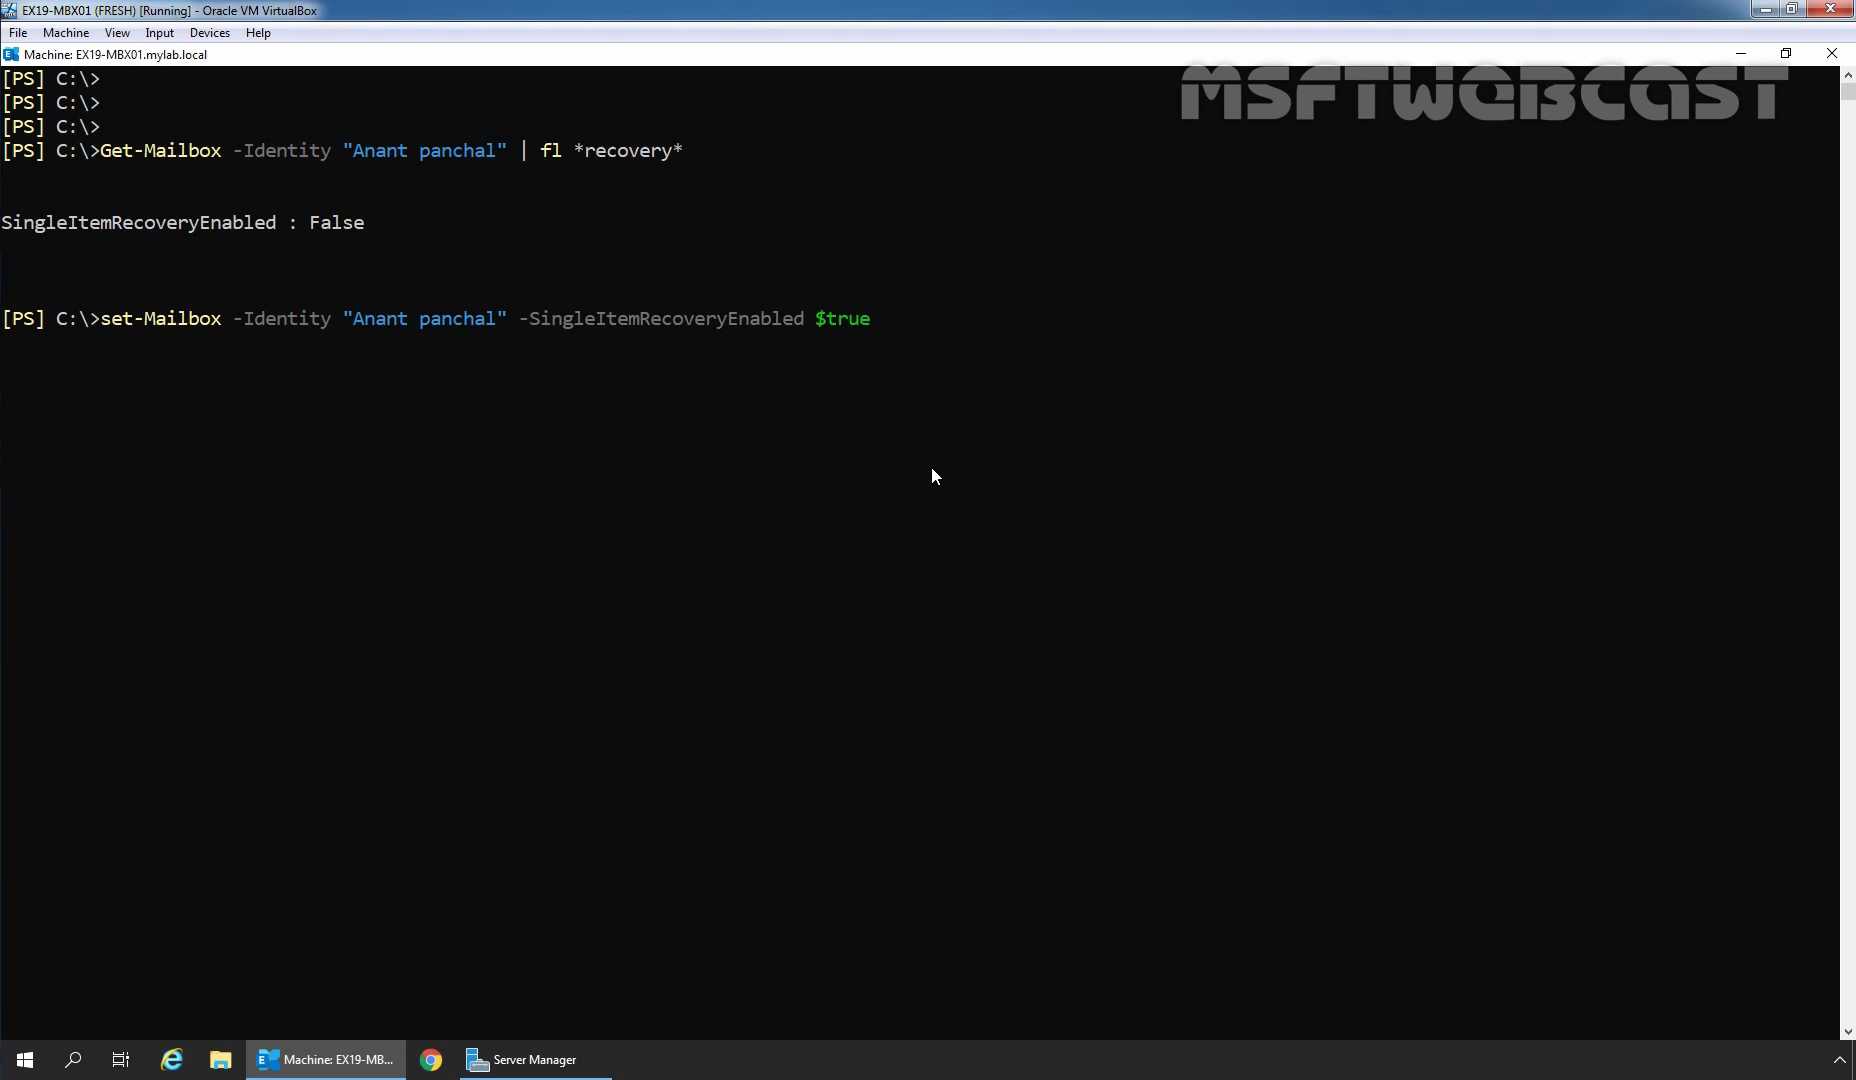 EX19-MBX01 (FRESH) [Running] - Oracle VM VirtualBox
File Machine View Input Devices Help
Machine: EX19-MBX01.mylab.local
MSFTWEBCAST
[PS] C:\>
[PS] C:\>
[PS] C:\>
[PS] C:\>Get-Mailbox -Identity "Anant panchal" | fl *recovery*
SingleItemRecoveryEnabled : False
[PS] C:\>set-Mailbox -Identity "Anant panchal" -SingleItemRecoveryEnabled $true
Machine: EX19-MB... Server Manager